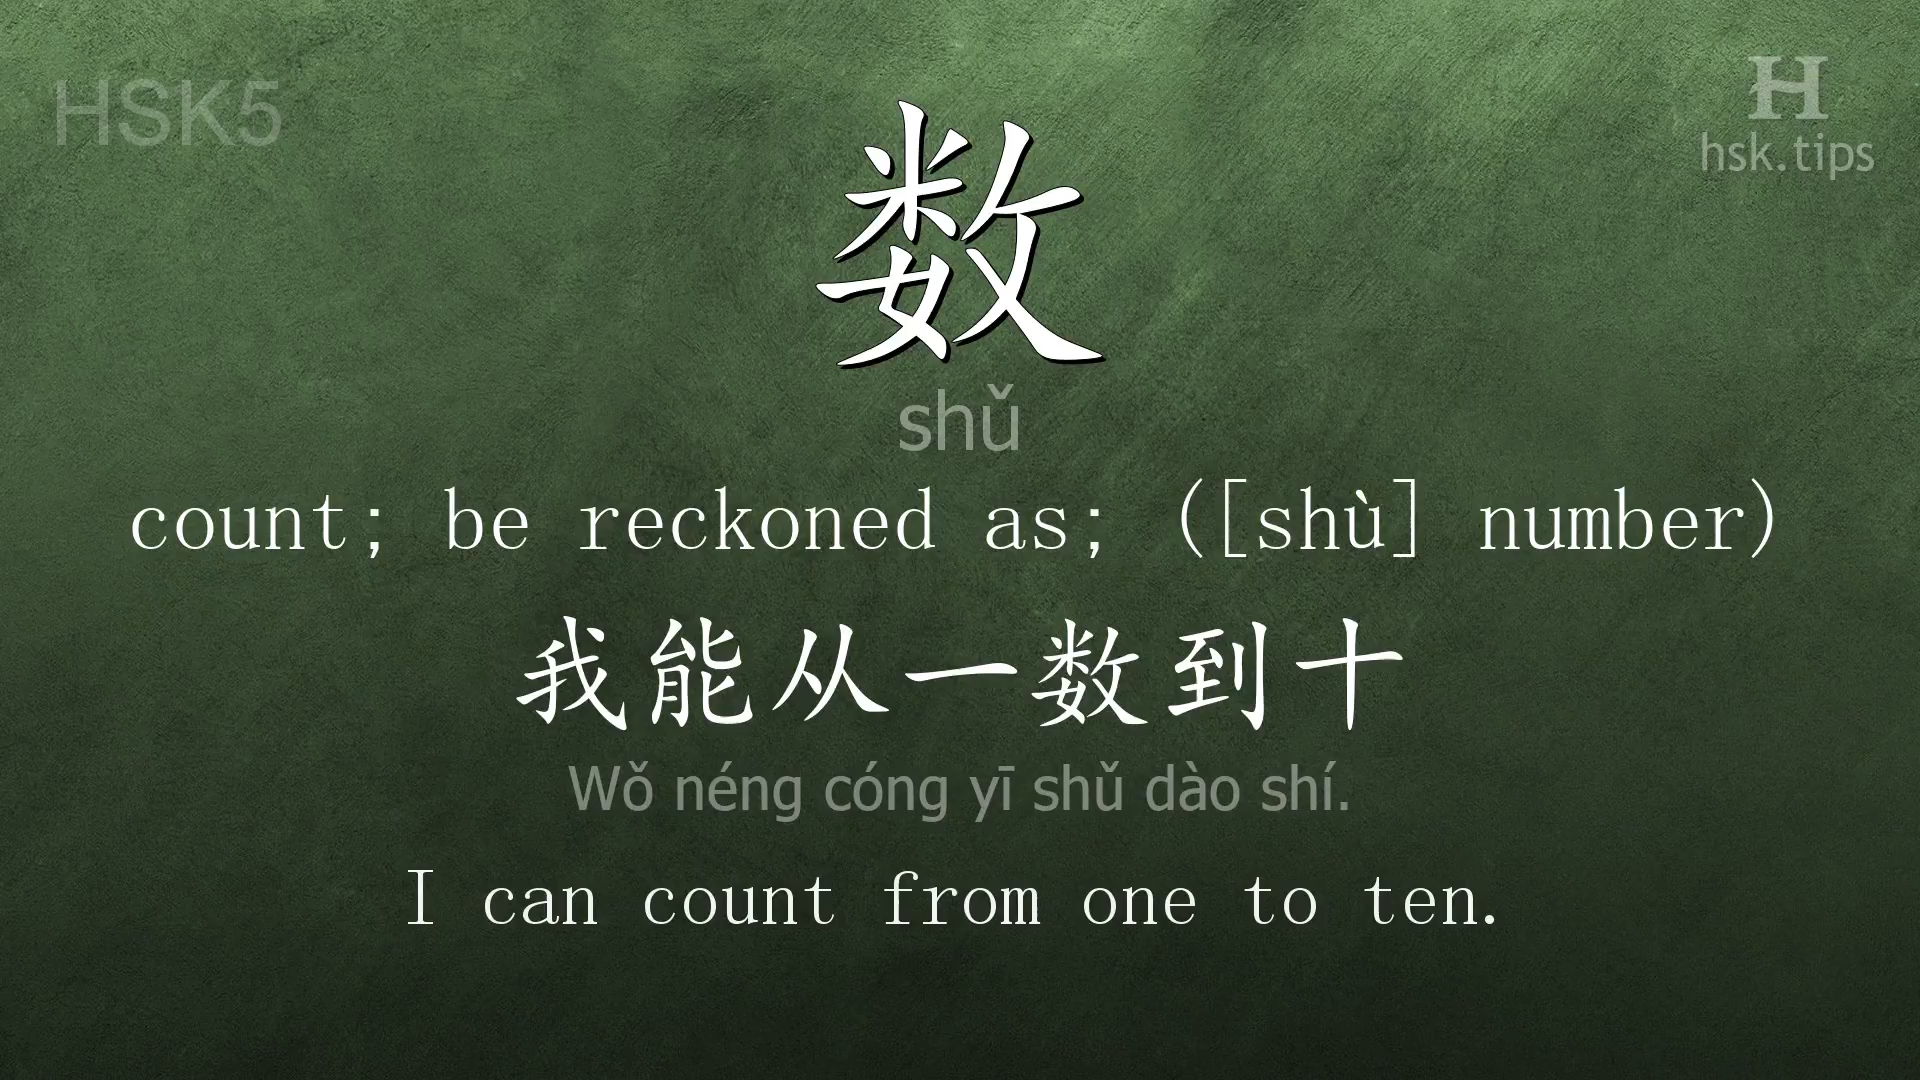 HSK5
H
hsk.tips
数
shǔ
count; be reckoned as; ([shù] number)
我能从一数到十
Wǒ néng cóng yī shǔ dào shí.
I can count from one to ten.